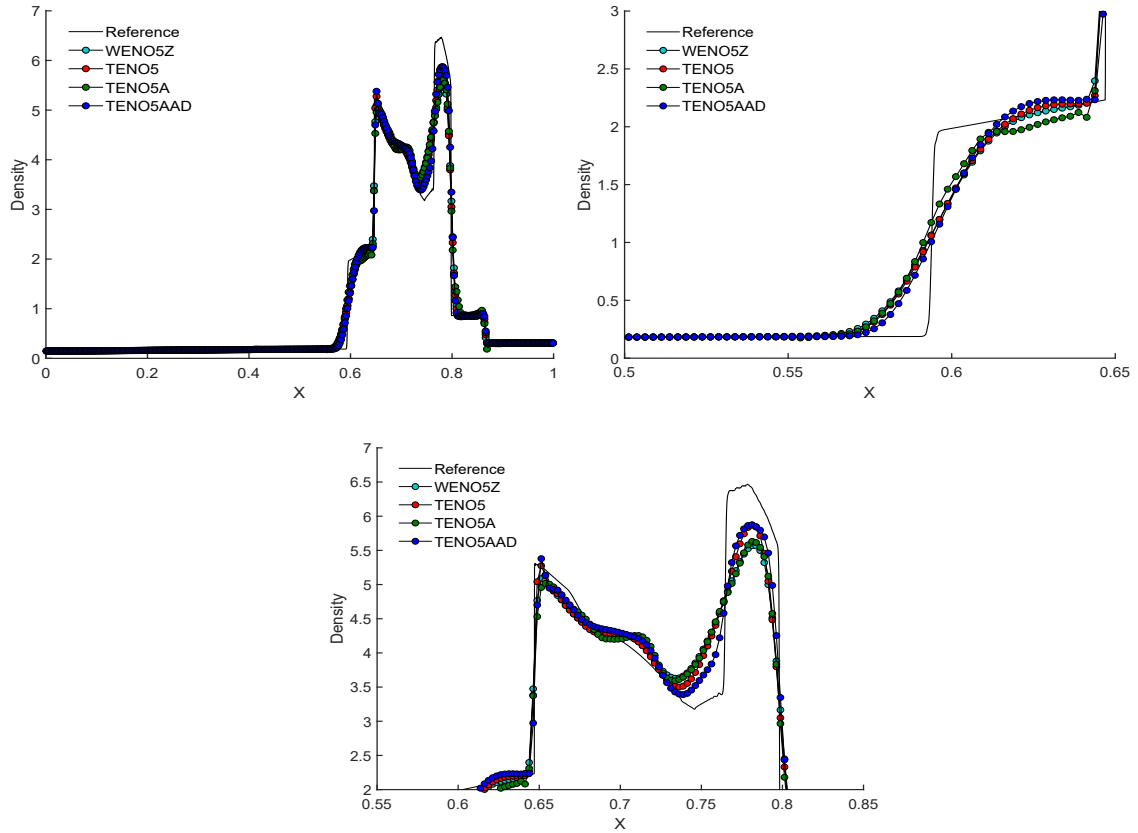 7
6
5
4
3
2
1
0
Density
Reference
WENO5Z
TENO5
TENO5A
TENO5AAD
0 0.2 0.4 0.6 0.8 1
X
3
2.5
2
1.5
1
0.5
0
Density
Reference
WENO5Z
TENO5
TENO5A
TENO5AAD
0.5 0.55 0.6 0.65
X
7
6.5
6
5.5
5
4.5
4
3.5
3
2.5
2
Density
Reference
WENO5Z
TENO5
TENO5A
TENO5AAD
0.55 0.6 0.65 0.7 0.75 0.8 0.85
X